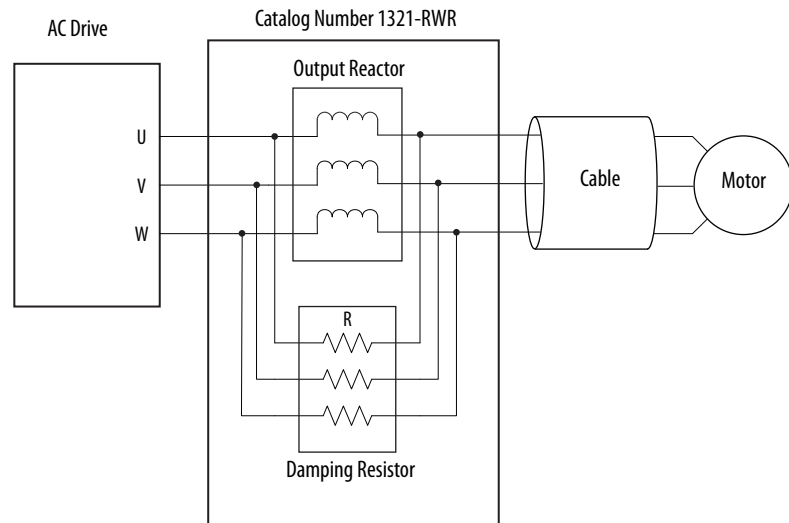 Catalog Number 1321-RWR
AC Drive
Output Reactor
U
V
W
Cable
Motor
R
Damping Resistor